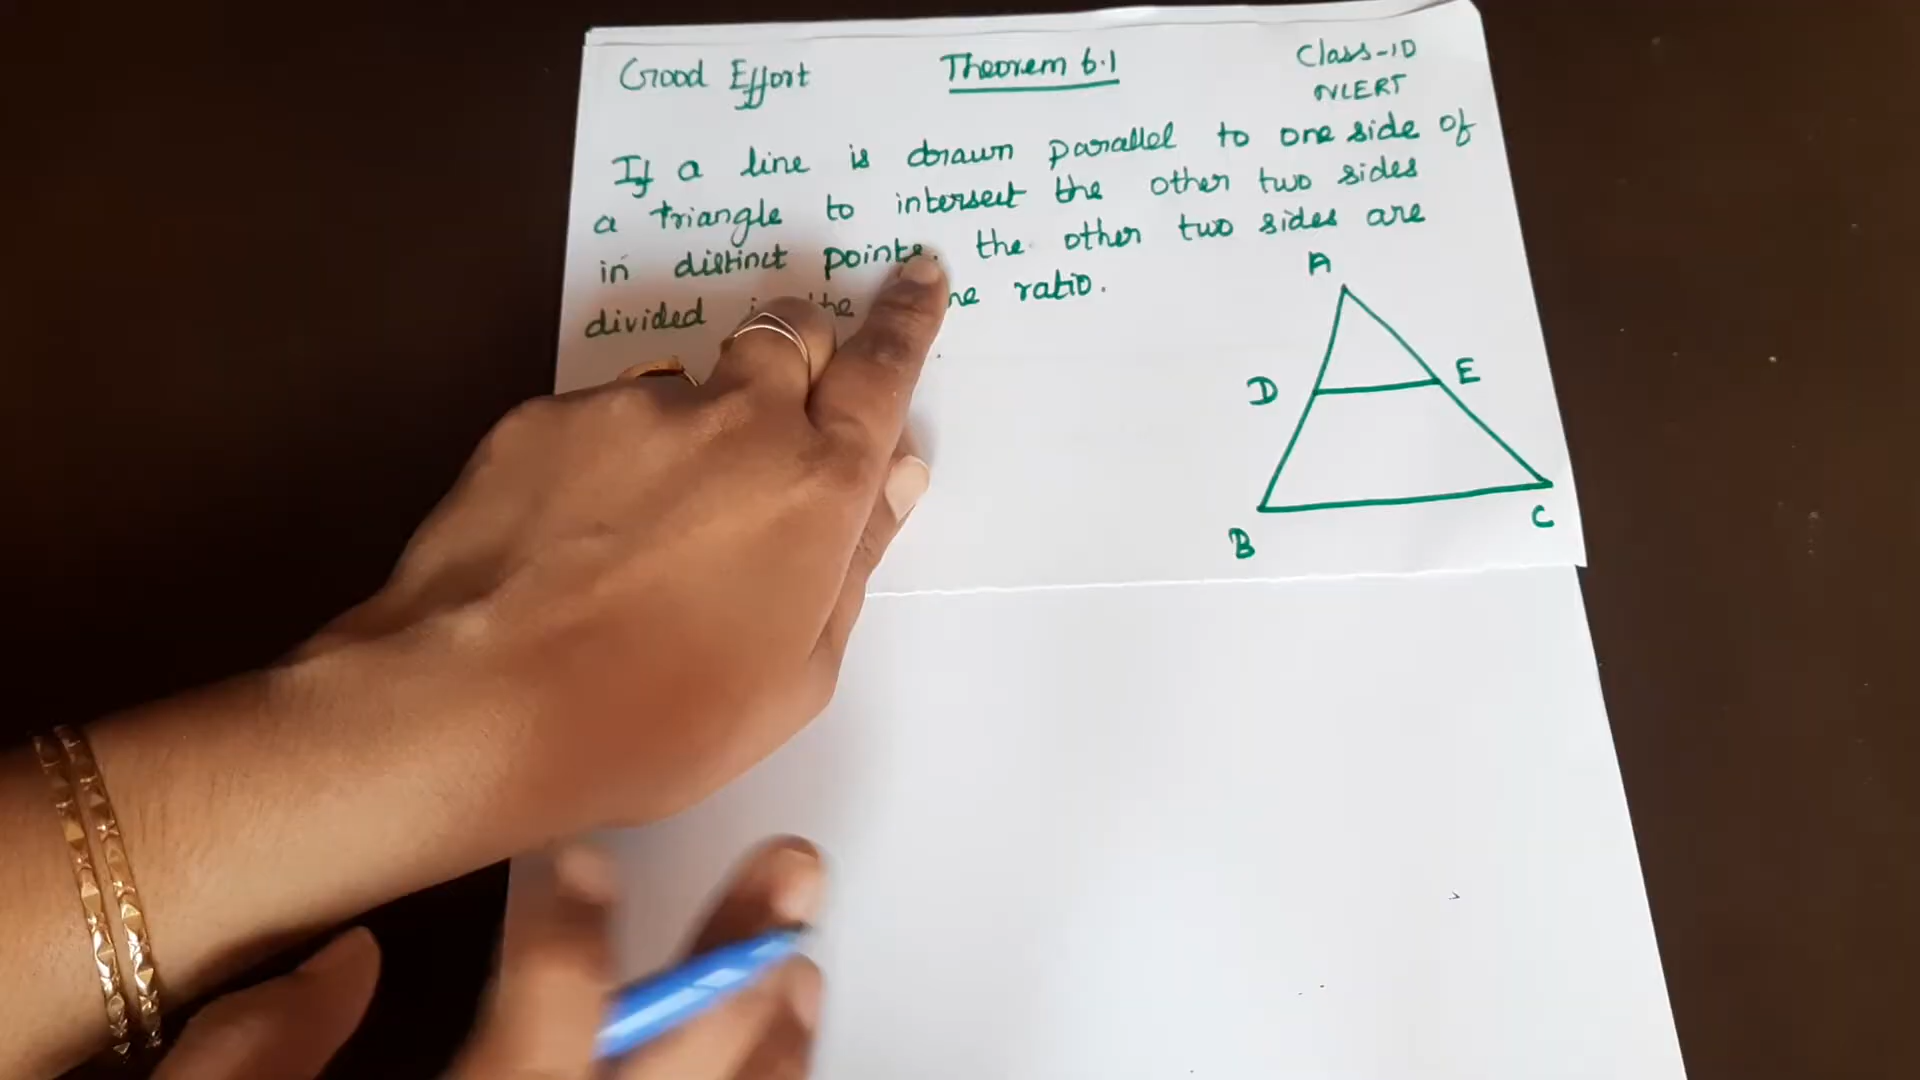 Good Effort
Theorem 6.1
Class-10
NCERT
If a line is drawn parallel to one side of
a triangle to intersect the other two sides
in distinct points. the other two sides are
divided the ratio.
A
D
E
B
C